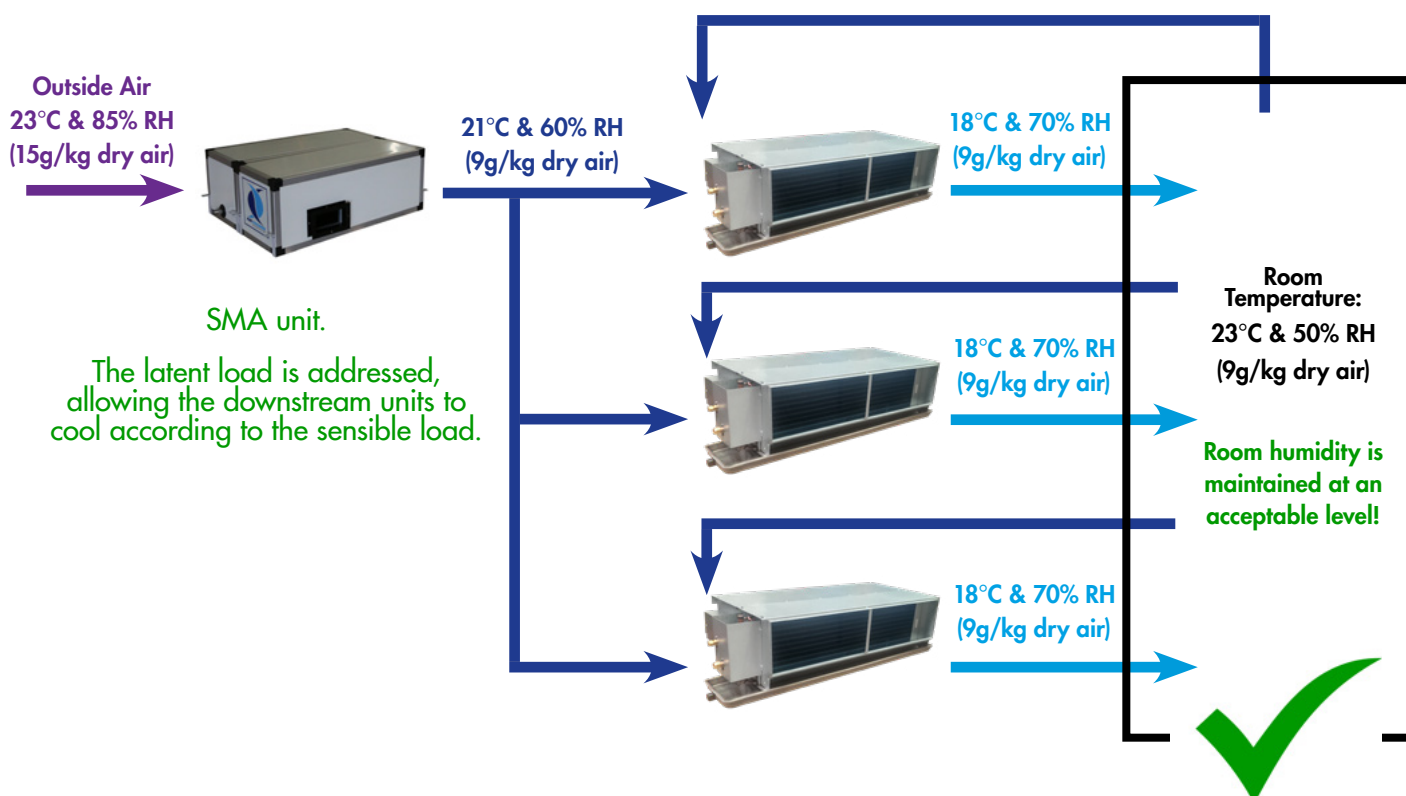 Outside Air
23°C & 85% RH
(15g/kg dry air)
21°C & 60% RH
(9g/kg dry air)
18°C & 70% RH
(9g/kg dry air)
SMA unit.
The latent load is addressed,
allowing the downstream units to
cool according to the sensible load.
18°C & 70% RH
(9g/kg dry air)
18°C & 70% RH
(9g/kg dry air)
Room
Temperature:
23°C & 50% RH
(9g/kg dry air)
Room humidity is
maintained at an
acceptable level!